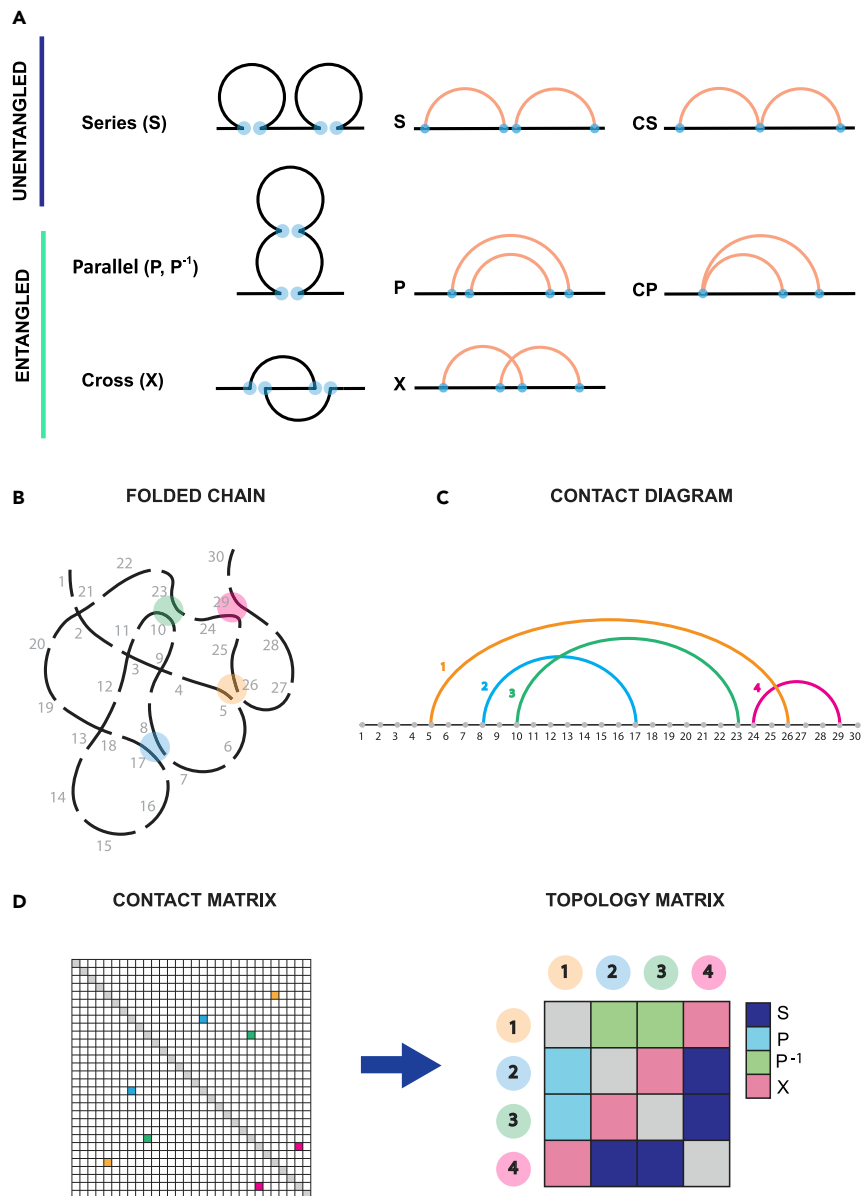 A
UNENTANGLED
Series (S)
S
CS
ENTANGLED
Parallel (P, P-1)
P
CP
Cross (X)
X
B
FOLDED CHAIN
C
CONTACT DIAGRAM
30
22
1
21
23
29
11
10
24
28
20
2
9
25
3
12
4
26
27
5
19
8
13
18
6
17
7
14
16
15
1
2
3
4
1 2 3 4 5 6 7 8 9 10 11 12 13 14 15 16 17 18 19 20 21 22 23 24 25 26 27 28 29 30
D
CONTACT MATRIX
TOPOLOGY MATRIX
1 2 3 4
1
2
3
4
S
P
P-1
X